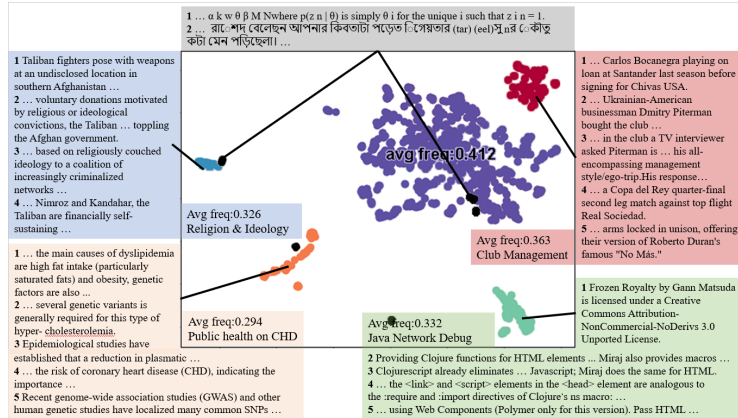 1 … α k w θ β M Nwhere p(z n | θ) is simply θ i for the unique i such that z i n = 1.
2 … রােশদ বেলেছন আপনার কিবতাটা পড়েত িগেয়তার (tar) (eel)সু nর েকৗতু
কটা মেন পড়িছেলা। …
1 Taliban fighters pose with weapons
at an undisclosed location in
southern Afghanistan …
2 … voluntary donations motivated
by religious or ideological
convictions, the Taliban … toppling
the Afghan government.
3 … based on religiously couched
ideology to a coalition of
increasingly criminalized
networks …
4 … Nimroz and Kandahar, the
Taliban are financially self-
sustaining …
Avg freq:0.326
Religion & Ideology
avg freq:0.412
1 … Carlos Bocanegra playing on
loan at Santander last season before
signing for Chivas USA.
2 … Ukrainian-American
businessman Dmitry Piterman
bought the club …
3 … in the club a TV interviewer
asked Piterman is … his all-
encompassing management
style/ego-trip.His response…
4 … a Copa del Rey quarter-final
second leg match against top flight
Real Sociedad.
5 … arms locked in unison, offering
their version of Roberto Duran's
famous "No Más."
Avg freq:0.363
Club Management
1 … the main causes of dyslipidemia
are high fat intake (particularly
saturated fats) and obesity, genetic
factors are also ...
2 … several genetic variants is
generally required for this type of
hyper- cholesterolemia.
3 Epidemiological studies have
established that a reduction in plasmatic …
4 … the risk of coronary heart disease (CHD), indicating the
importance …
5 Recent genome-wide association studies (GWAS) and other
human genetic studies have localized many common SNPs …
Avg freq:0.294
Public health on CHD
Avg freq:0.332
Java Network Debug
1 Frozen Royalty by Gann Matsuda
is licensed under a Creative
Commons Attribution-
NonCommercial-NoDerivs 3.0
Unported License.
2 Providing Clojure functions for HTML elements ... Miraj also provides macros …
3 Clojurescript already eliminates … Javascript; Miraj does the same for HTML.
4 … the <link> and <script> elements in the <head> element are analogous to
the :require and :import directives of Clojure's ns macro: …
5 … using Web Components (Polymer only for this version). Pass HTML …